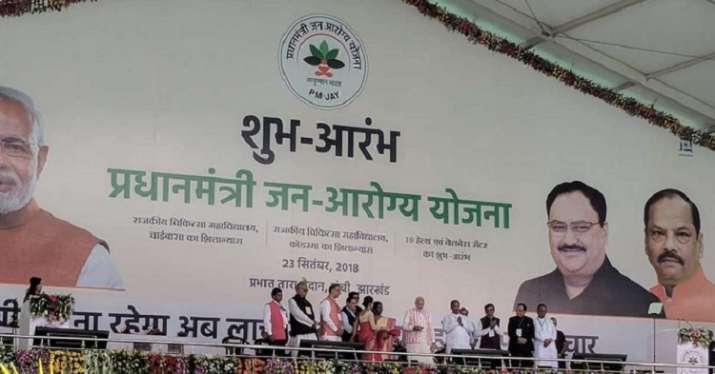 प्रधानमंत्री जन आरोग्य योजना
आयुष्मान भारत
PM-JAY
शुभ-आरंभ
प्रधानमंत्री जन-आरोग्य योजना
राजकीय चिकित्सा महाविद्यालय,
चाईबासा का शिलान्यास
राजकीय चिकित्सा महाविद्यालय,
कोडरमा का शिलान्यास
10 हेल्थ एवं वेलनेस सेंटर
का शुभ-आरंभ
23 सितंबर, 2018
प्रभात तारा झारखंड
रहेगा अब